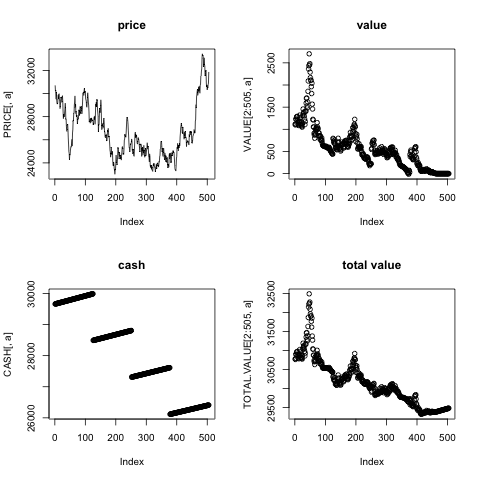 price
PRICE[, a]
32000
28000
24000
0 100 200 300 400 500
Index
value
VALUE[2:505, a]
2500
1500
500
0
0 100 200 300 400 500
Index
cash
CASH[, a]
30000
28000
26000
0 100 200 300 400 500
Index
total value
TOTAL.VALUE[2:505, a]
32500
31500
30500
29500
0 100 200 300 400 500
Index